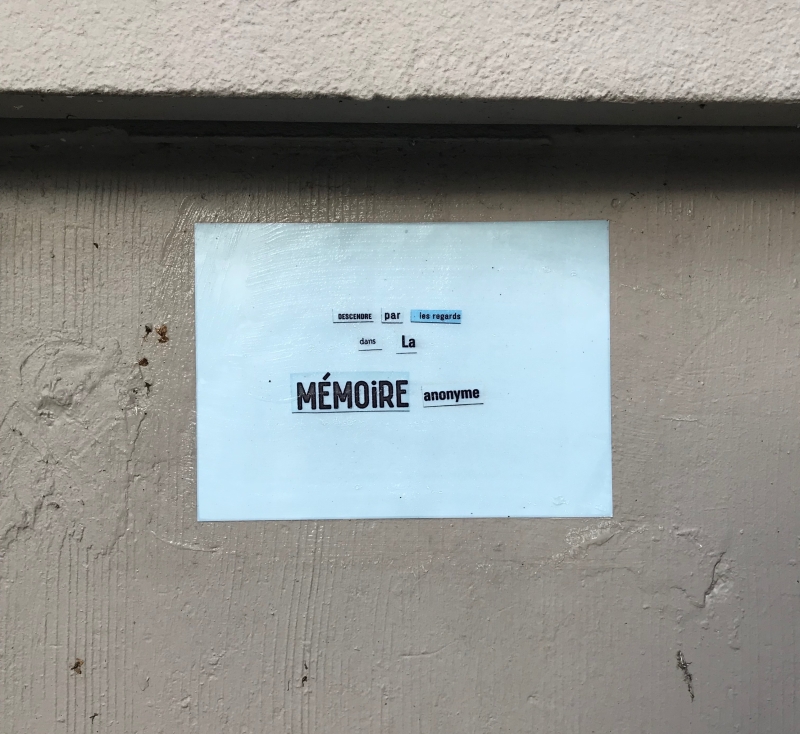 DESCENDRE par les regards
dans La
MÉMOiRE anonyme